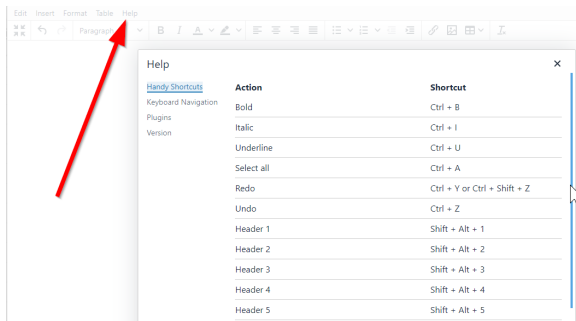 Edit Insert Format Table Help
Paragraph B I A
Help ×
Handy Shortcuts
Keyboard Navigation
Plugins
Version
Action Shortcut
Bold Ctrl + B
Italic Ctrl + I
Underline Ctrl + U
Select all Ctrl + A
Redo Ctrl + Y or Ctrl + Shift + Z
Undo Ctrl + Z
Header 1 Shift + Alt + 1
Header 2 Shift + Alt + 2
Header 3 Shift + Alt + 3
Header 4 Shift + Alt + 4
Header 5 Shift + Alt + 5